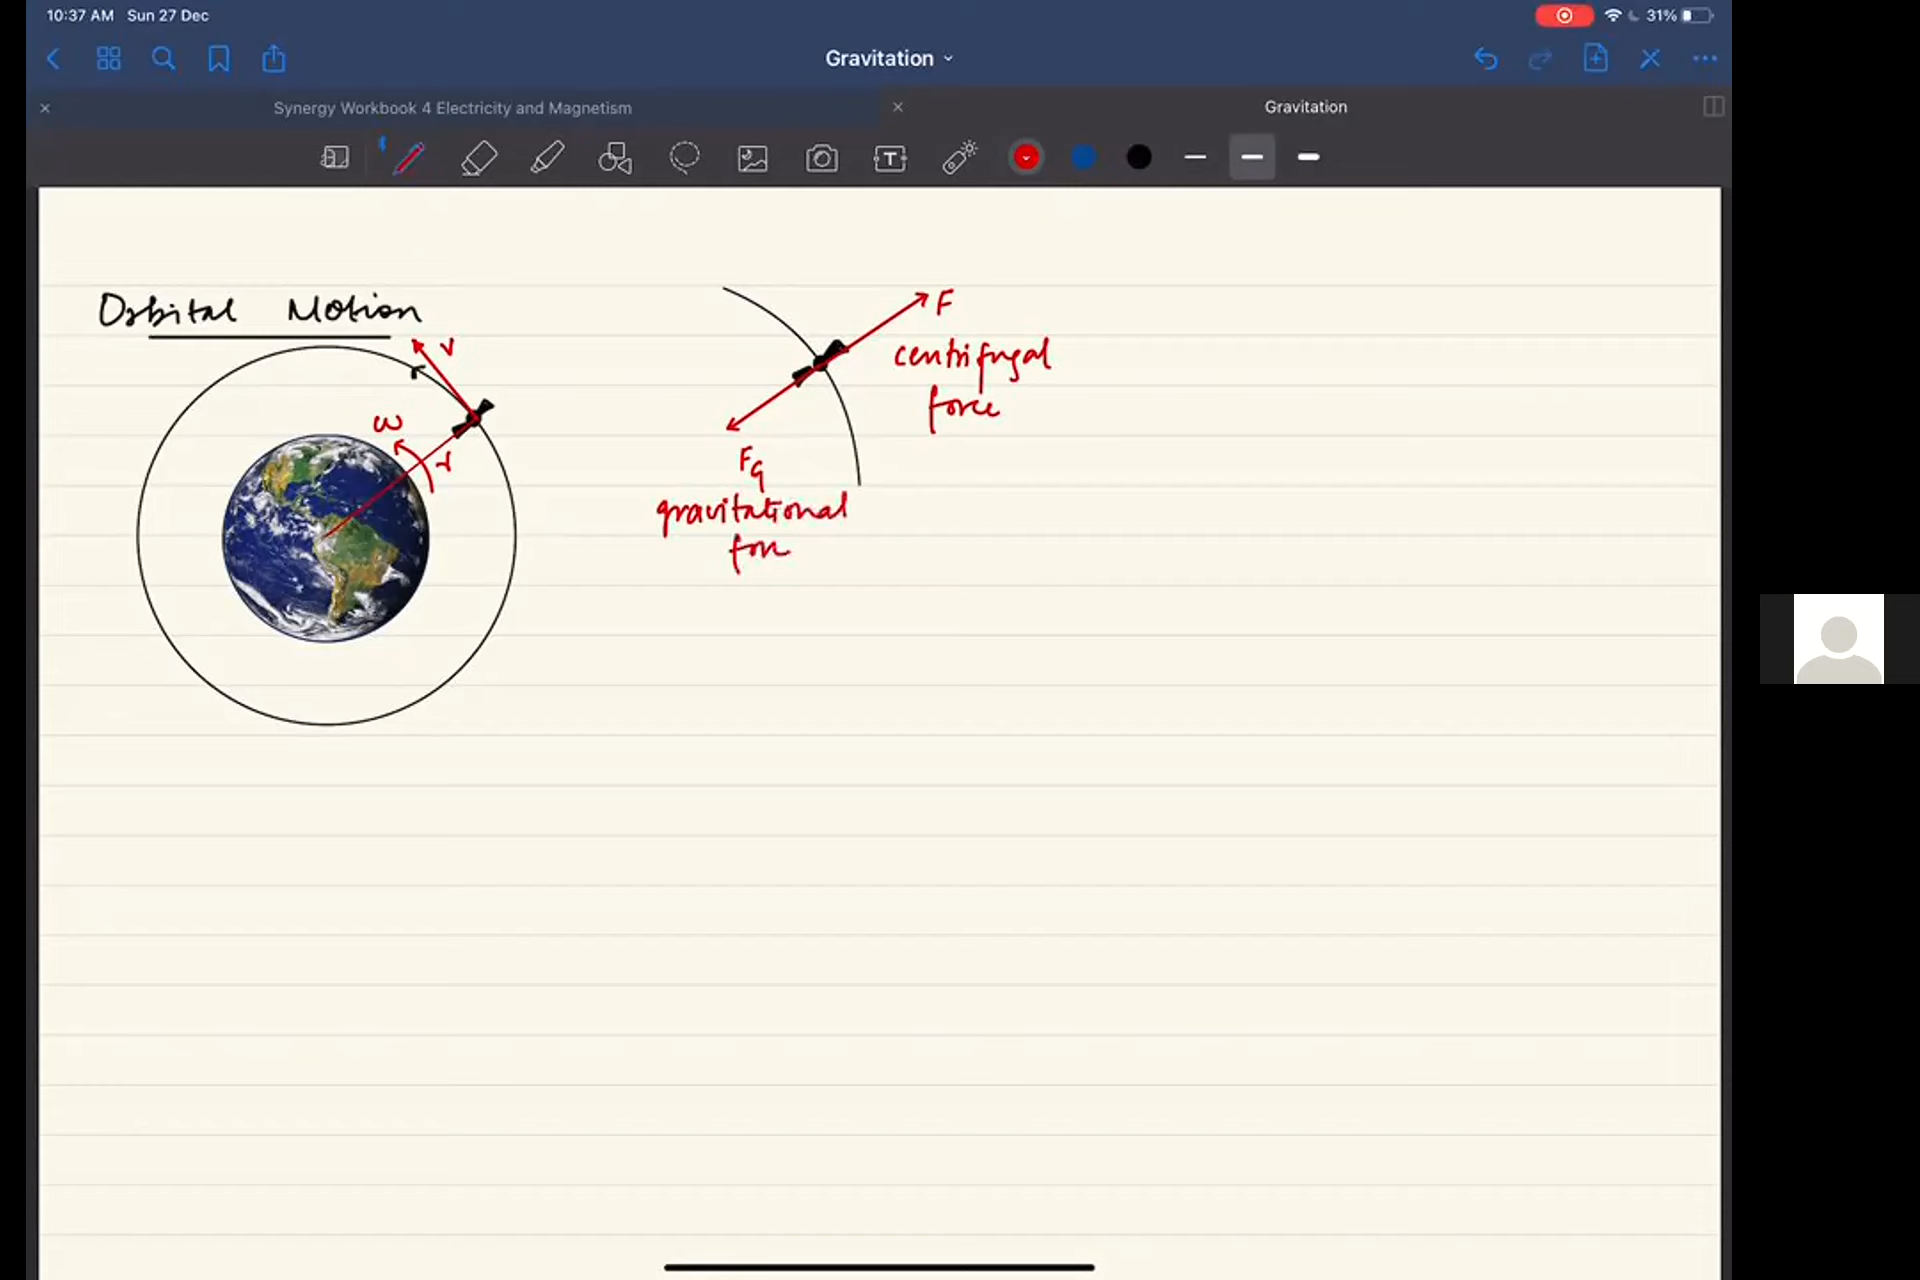 10:37 AM Sun 27 Dec
31%
Gravitation
Synergy Workbook 4 Electricity and Magnetism
Gravitation
T
Orbital Motion
v
ω
r
F
centrifugal
force
FG
gravitational
force